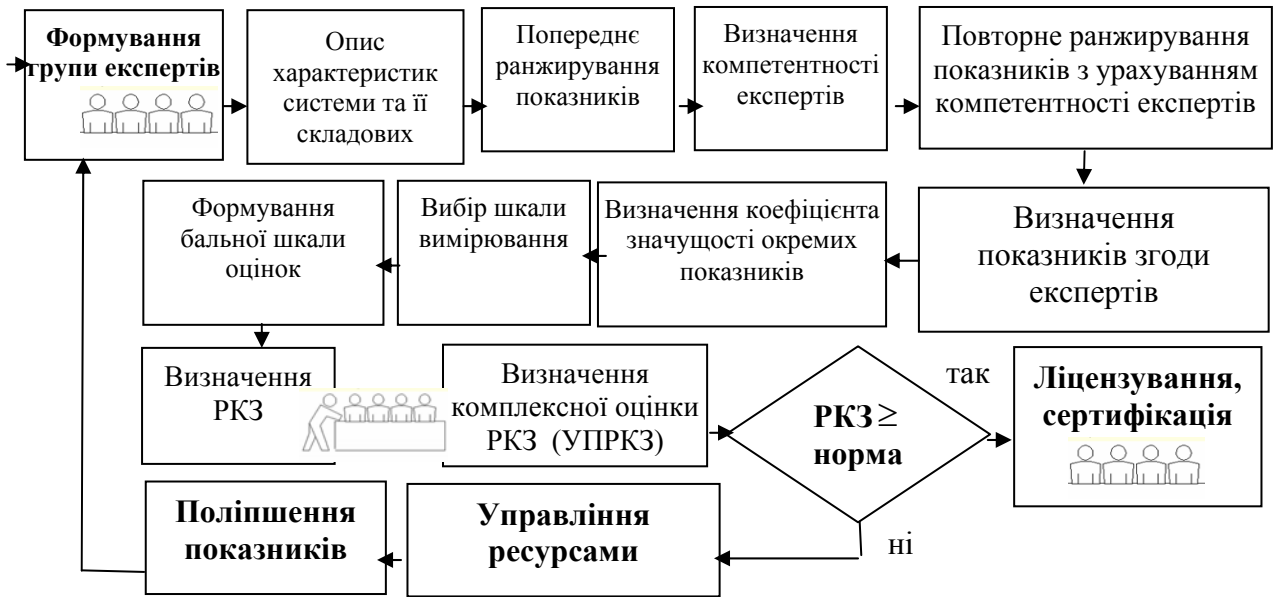 Формування
групи експертів
Опис
характеристик
системи та її
складових
Попереднє
ранжирування
показників
Визначення
компетентності
експертів
Повторне ранжирування
показників з урахуванням
компетентності експертів
Визначення
показників згоди
експертів
Визначення коефіцієнта
значущості окремих
показників
Вибір шкали
вимірювання
Формування
бальної шкали
оцінок
Визначення
РКЗ
Визначення
комплексної оцінки
РКЗ (УПРКЗ)
РКЗ ≥
норма
так
Ліцензування,
сертифікація
ні
Управління
ресурсами
Поліпшення
показників